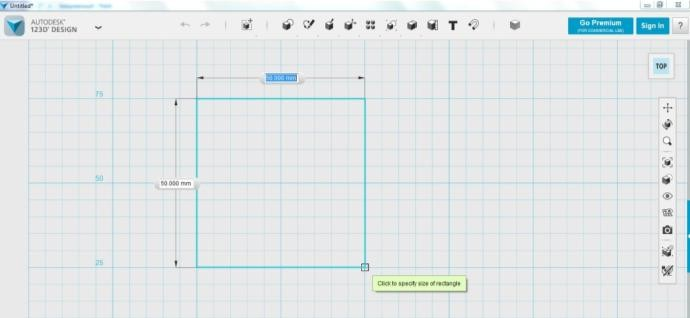 Untitled*
AUTODESK®
123D® DESIGN
Go Premium
(FOR COMMERCIAL USE)
Sign In
?
TOP
50.000 mm
75
50.000 mm
50
25
Click to specify size of rectangle